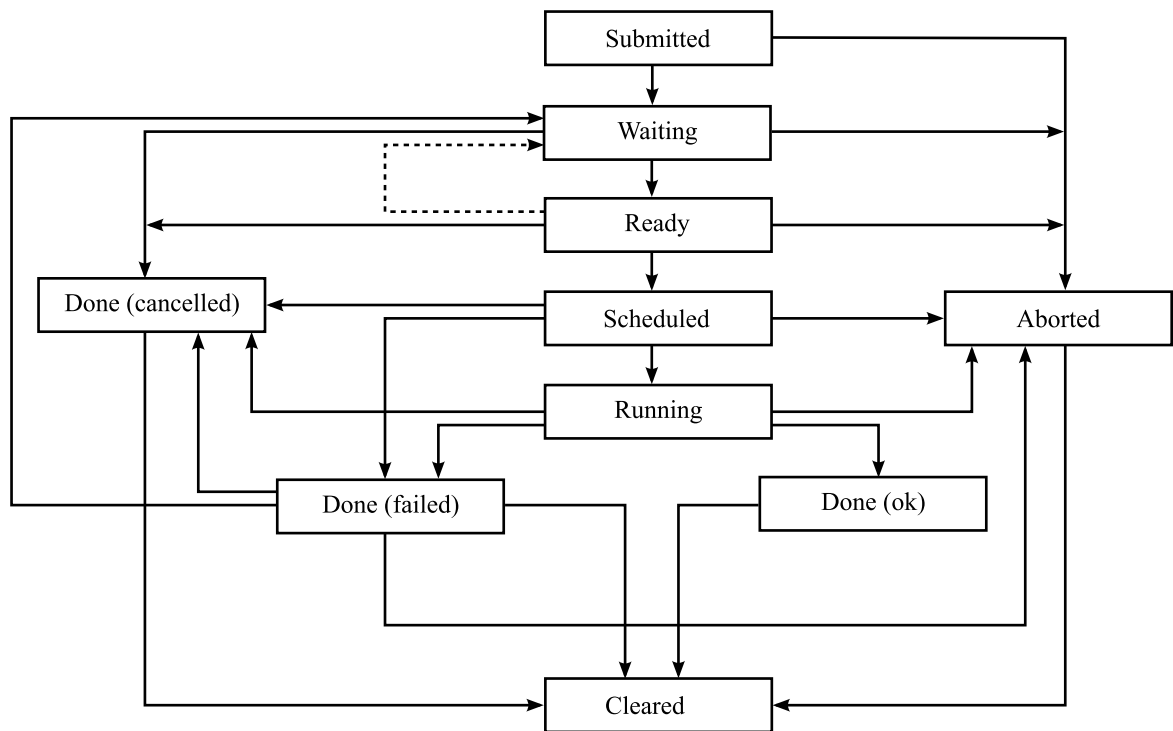 Submitted
Waiting
Ready
Done (cancelled)
Scheduled
Aborted
Running
Done (failed)
Done (ok)
Cleared